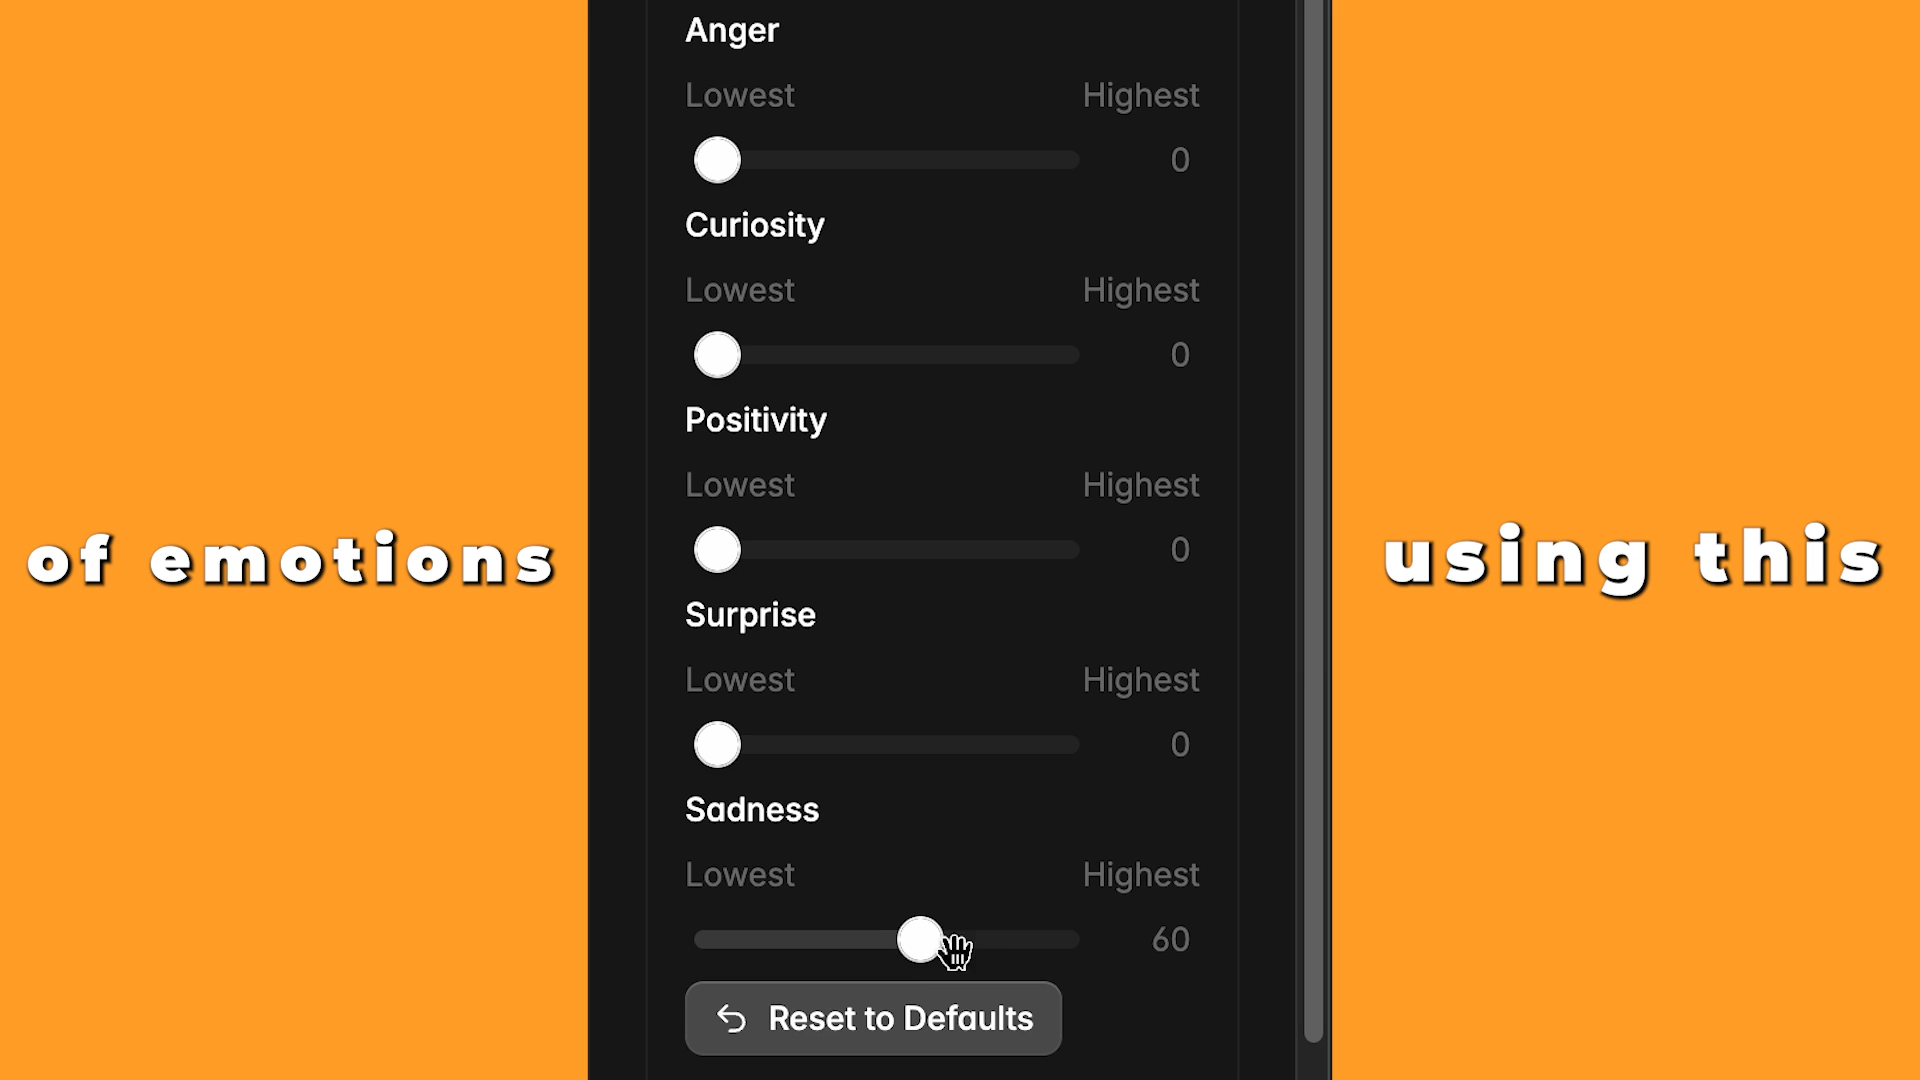 Anger
Lowest Highest
0
Curiosity
Lowest Highest
0
Positivity
Lowest Highest
0
of emotions using this
Surprise
Lowest Highest
0
Sadness
Lowest Highest
60
Reset to Defaults